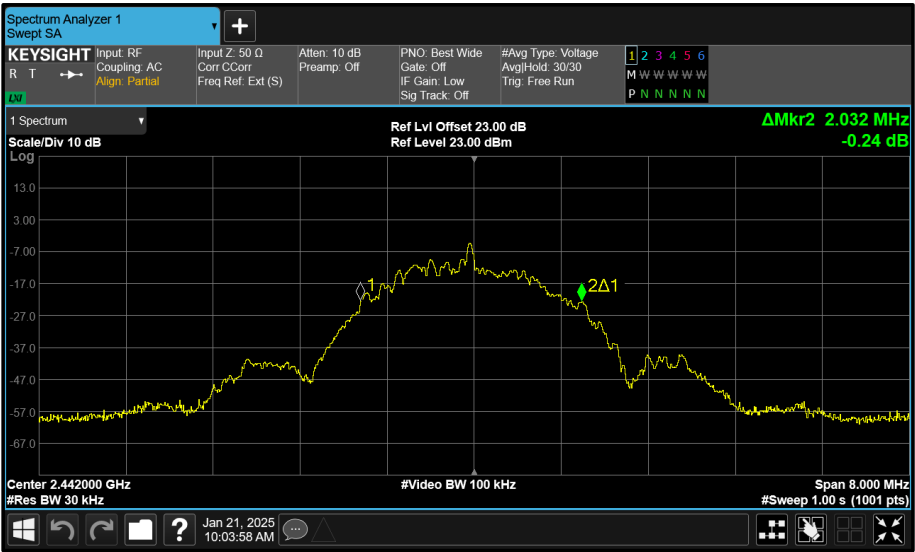 Spectrum Analyzer 1
Swept SA
+
KEYSIGHT Input: RF Input Z: 50 Ω Atten: 10 dB PNO: Best Wide #Avg Type: Voltage 1 2 3 4 5 6
R T Coupling: AC Corr CCorr Preamp: Off Gate: Off Avg|Hold: 30/30 M W W W W W
Align: Partial Freq Ref: Ext (S) IF Gain: Low Trig: Free Run
LXI Sig Track: Off P N N N N N
1 Spectrum
Ref Lvl Offset 23.00 dB ΔMkr2 2.032 MHz
Scale/Div 10 dB Ref Level 23.00 dBm -0.24 dB
Log
13.0
3.00
-7.00
-17.0
1 2Δ1
-27.0
-37.0
-47.0
-57.0
-67.0
Center 2.442000 GHz #Video BW 100 kHz Span 8.000 MHz
#Res BW 30 kHz #Sweep 1.00 s (1001 pts)
? Jan 21, 2025
10:03:58 AM